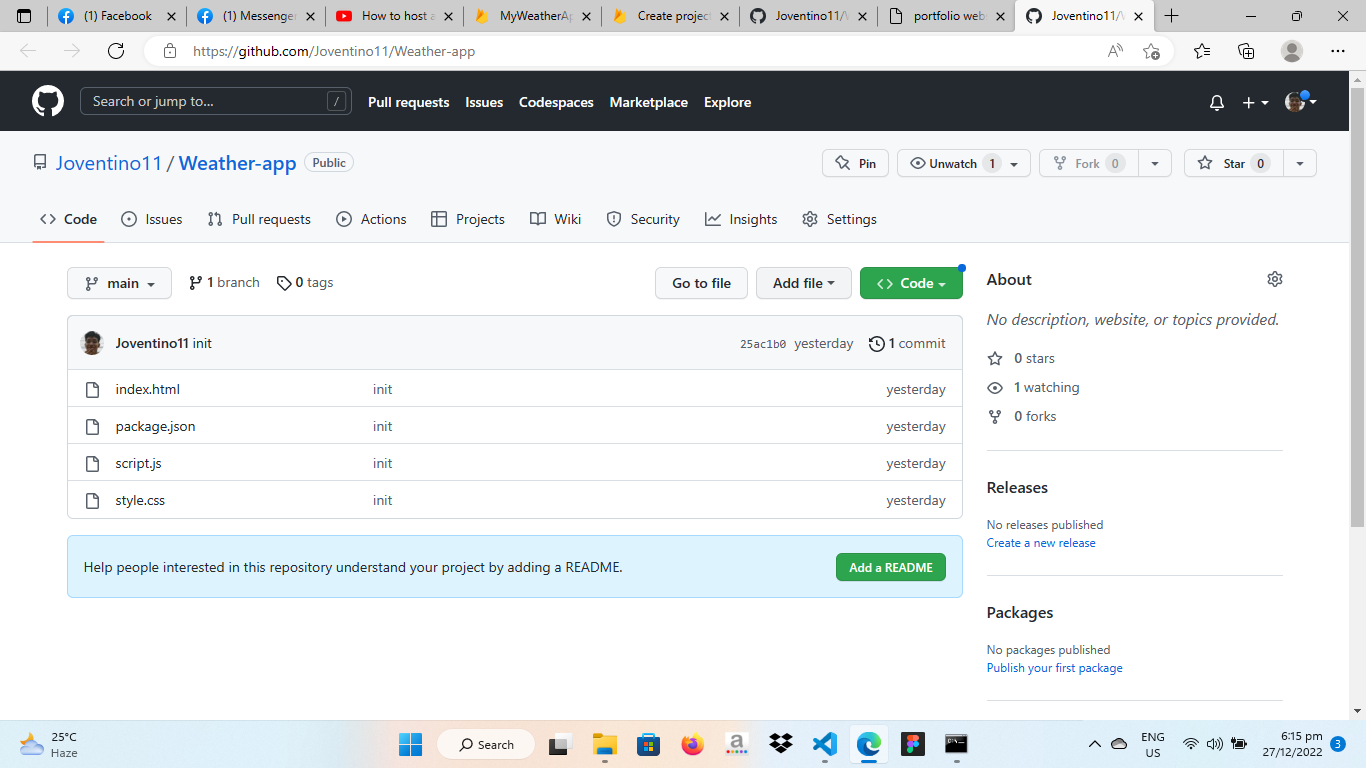 (1) Facebook
(1) Messenger
How to host a
MyWeatherAp
Create project
Joventino11/W
portfolio web
Joventino11/W
https://github.com/Joventino11/Weather-app
Search or jump to...
/
Pull requests
Issues
Codespaces
Marketplace
Explore
Joventino11 / Weather-app
Public
Pin
Unwatch 1
Fork 0
Star 0
Code
Issues
Pull requests
Actions
Projects
Wiki
Security
Insights
Settings
main
1 branch
0 tags
Go to file
Add file
Code
Joventino11 init
25ac1b0 yesterday
1 commit
index.html init yesterday
package.json init yesterday
script.js init yesterday
style.css init yesterday
Help people interested in this repository understand your project by adding a README.
Add a README
About
No description, website, or topics provided.
0 stars
1 watching
0 forks
Releases
No releases published
Create a new release
Packages
No packages published
Publish your first package
25°C
Haze
Search
ENG
US
6:15 pm
27/12/2022
3